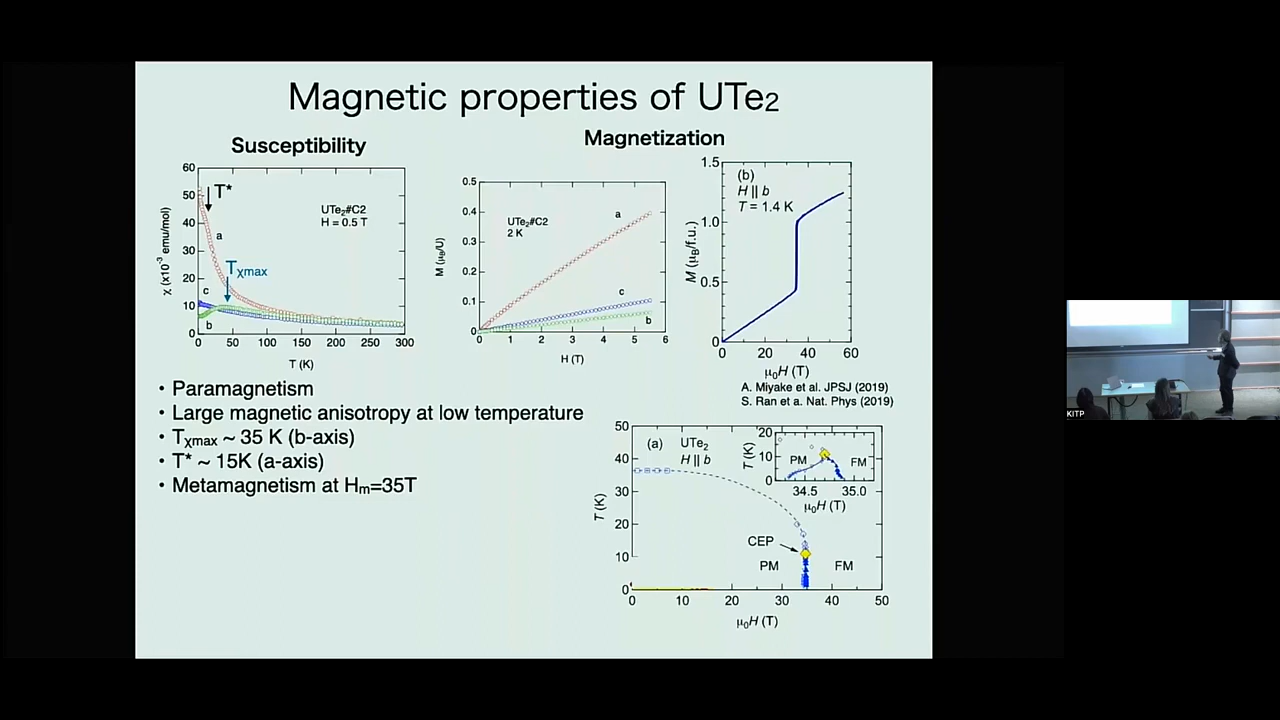 Magnetic properties of UTe2
Susceptibility
Magnetization
60
50
40
30
20
10
0
χ (x10⁻³ emu/mol)
T*
UTe2#C2
H = 0.5 T
a
Tχmax
c
b
0 50 100 150 200 250 300
T (K)
0.5
0.4
0.3
0.2
0.1
0
M (μB/U)
UTe2#C2
2 K
a
c
b
0 1 2 3 4 5 6
H (T)
1.5
1.0
0.5
0
M (μB/f.u.)
(b)
H || b
T = 1.4 K
0 20 40 60
μ0H (T)
A. Miyake et al. JPSJ (2019)
S. Ran et a. Nat. Phys (2019)
• Paramagnetism
• Large magnetic anisotropy at low temperature
• Tχmax ~ 35 K (b-axis)
• T* ~ 15K (a-axis)
• Metamagnetism at Hm=35T
50
40
30
20
10
0
T (K)
(a) UTe2
H || b
20
10
0
T (K)
PM FM
34.5 35.0
μ0H (T)
CEP
PM FM
0 10 20 30 40 50
μ0H (T)
KITP